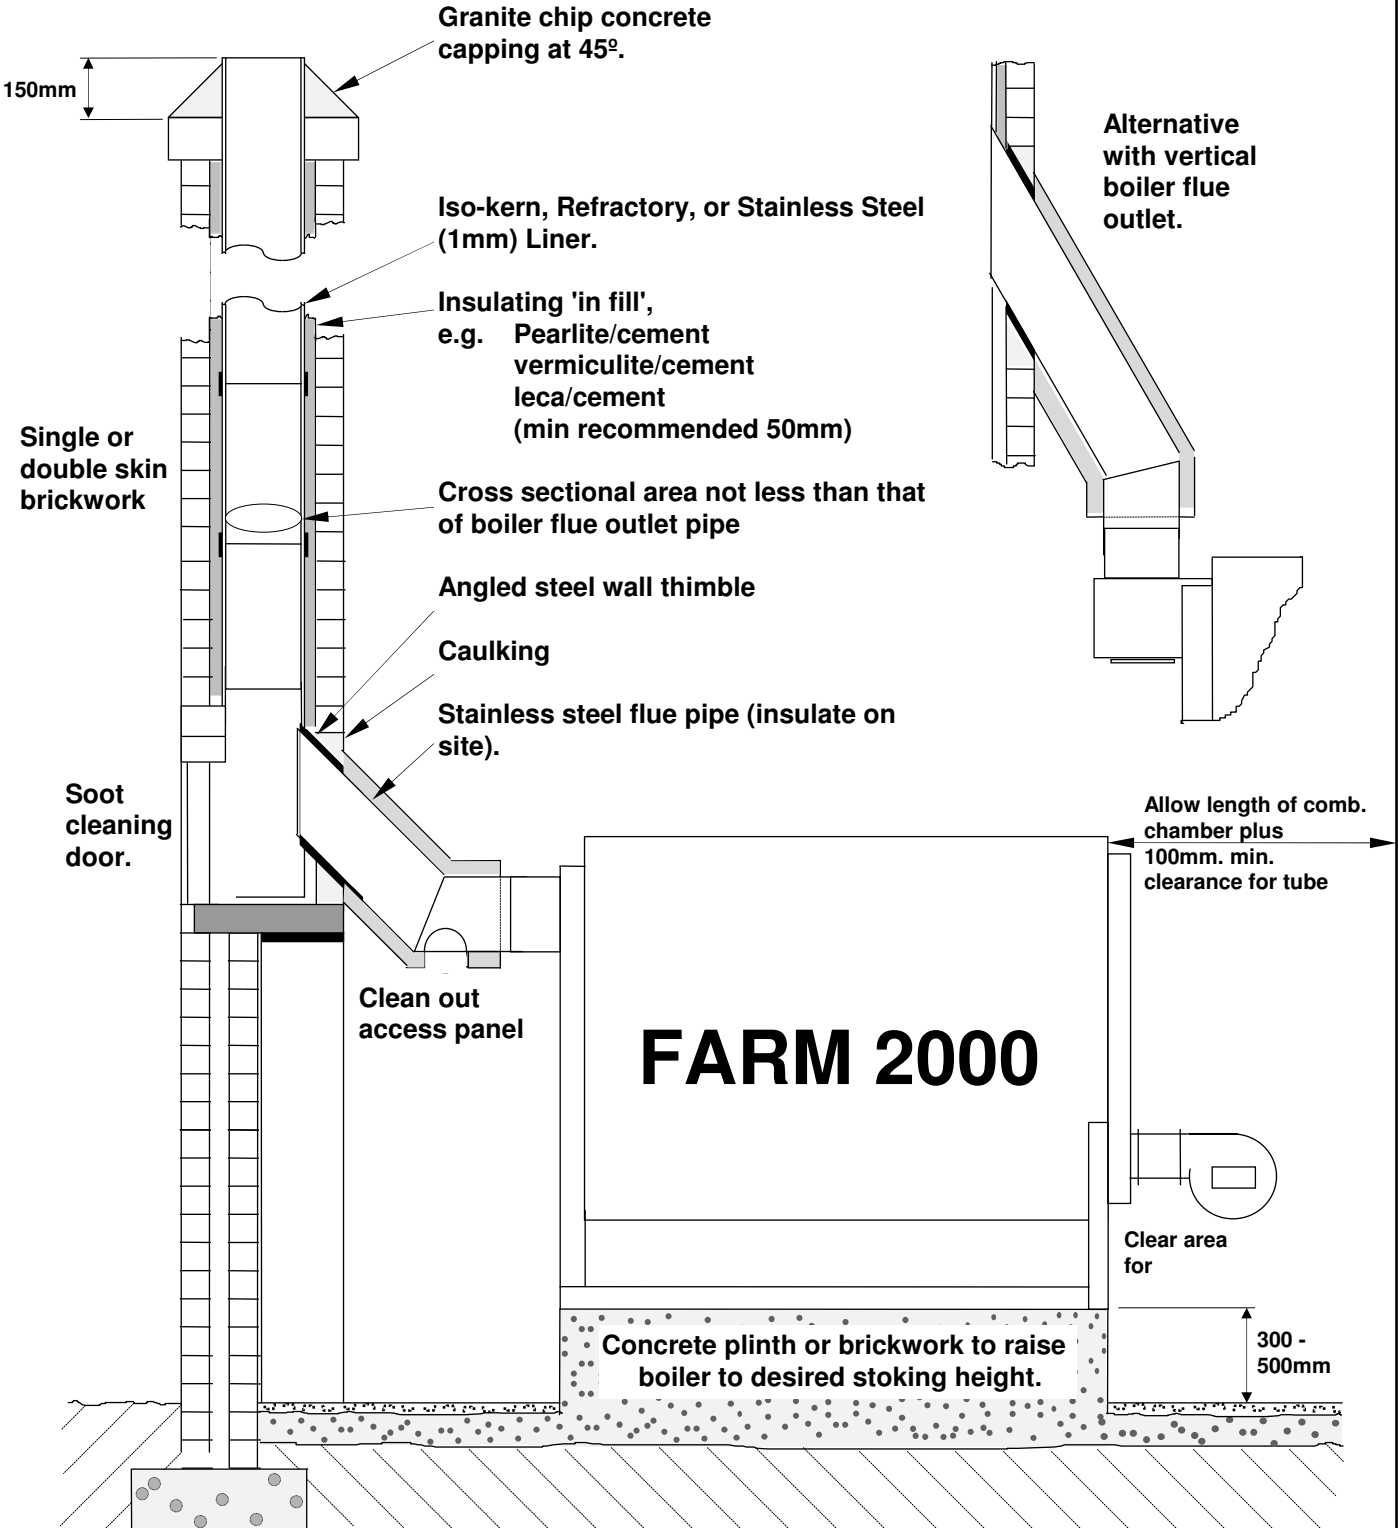 Granite chip concrete
capping at 45º.
150mm
Alternative
with vertical
boiler flue
outlet.
Iso-kern, Refractory, or Stainless Steel
(1mm) Liner.
Insulating 'in fill',
e.g. Pearlite/cement
vermiculite/cement
leca/cement
(min recommended 50mm)
Single or
double skin
brickwork
Cross sectional area not less than that
of boiler flue outlet pipe
Angled steel wall thimble
Caulking
Stainless steel flue pipe (insulate on
site).
Soot
cleaning
door.
Allow length of comb.
chamber plus
100mm. min.
clearance for tube
Clean out
access panel
FARM 2000
Clear area
for
Concrete plinth or brickwork to raise
boiler to desired stoking height.
300 -
500mm